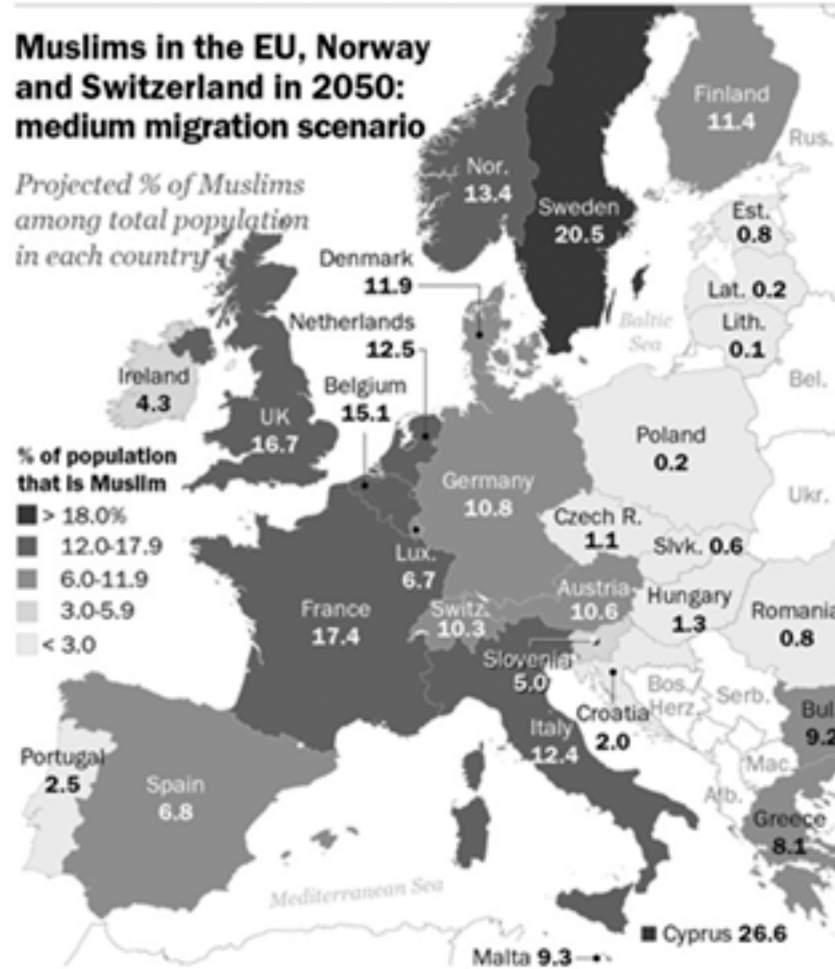 Muslims in the EU, Norway
and Switzerland in 2050:
medium migration scenario
Projected % of Muslims
among total population
in each country
Finland
11.4
Rus.
Nor.
13.4
Sweden
20.5
Est.
0.8
Denmark
11.9
Lat. 0.2
Baltic
Sea
Lith.
0.1
Netherlands
12.5
Ireland
4.3
Belgium
15.1
Bel.
UK
16.7
Poland
0.2
% of population
that is Muslim
> 18.0%
12.0-17.9
6.0-11.9
3.0-5.9
< 3.0
Germany
10.8
Ukr.
Czech R.
1.1
Slvk. 0.6
Lux.
6.7
France
17.4
Switz.
10.3
Austria
10.6
Hungary
1.3
Romania
0.8
Slovenia
5.0
Croatia
2.0
Bos.
Herz.
Serb.
Bul
9.2
Italy
12.4
Portugal
2.5
Spain
6.8
Mac.
Alb.
Greece
8.1
Mediterranean Sea
Cyprus 26.6
Malta 9.3